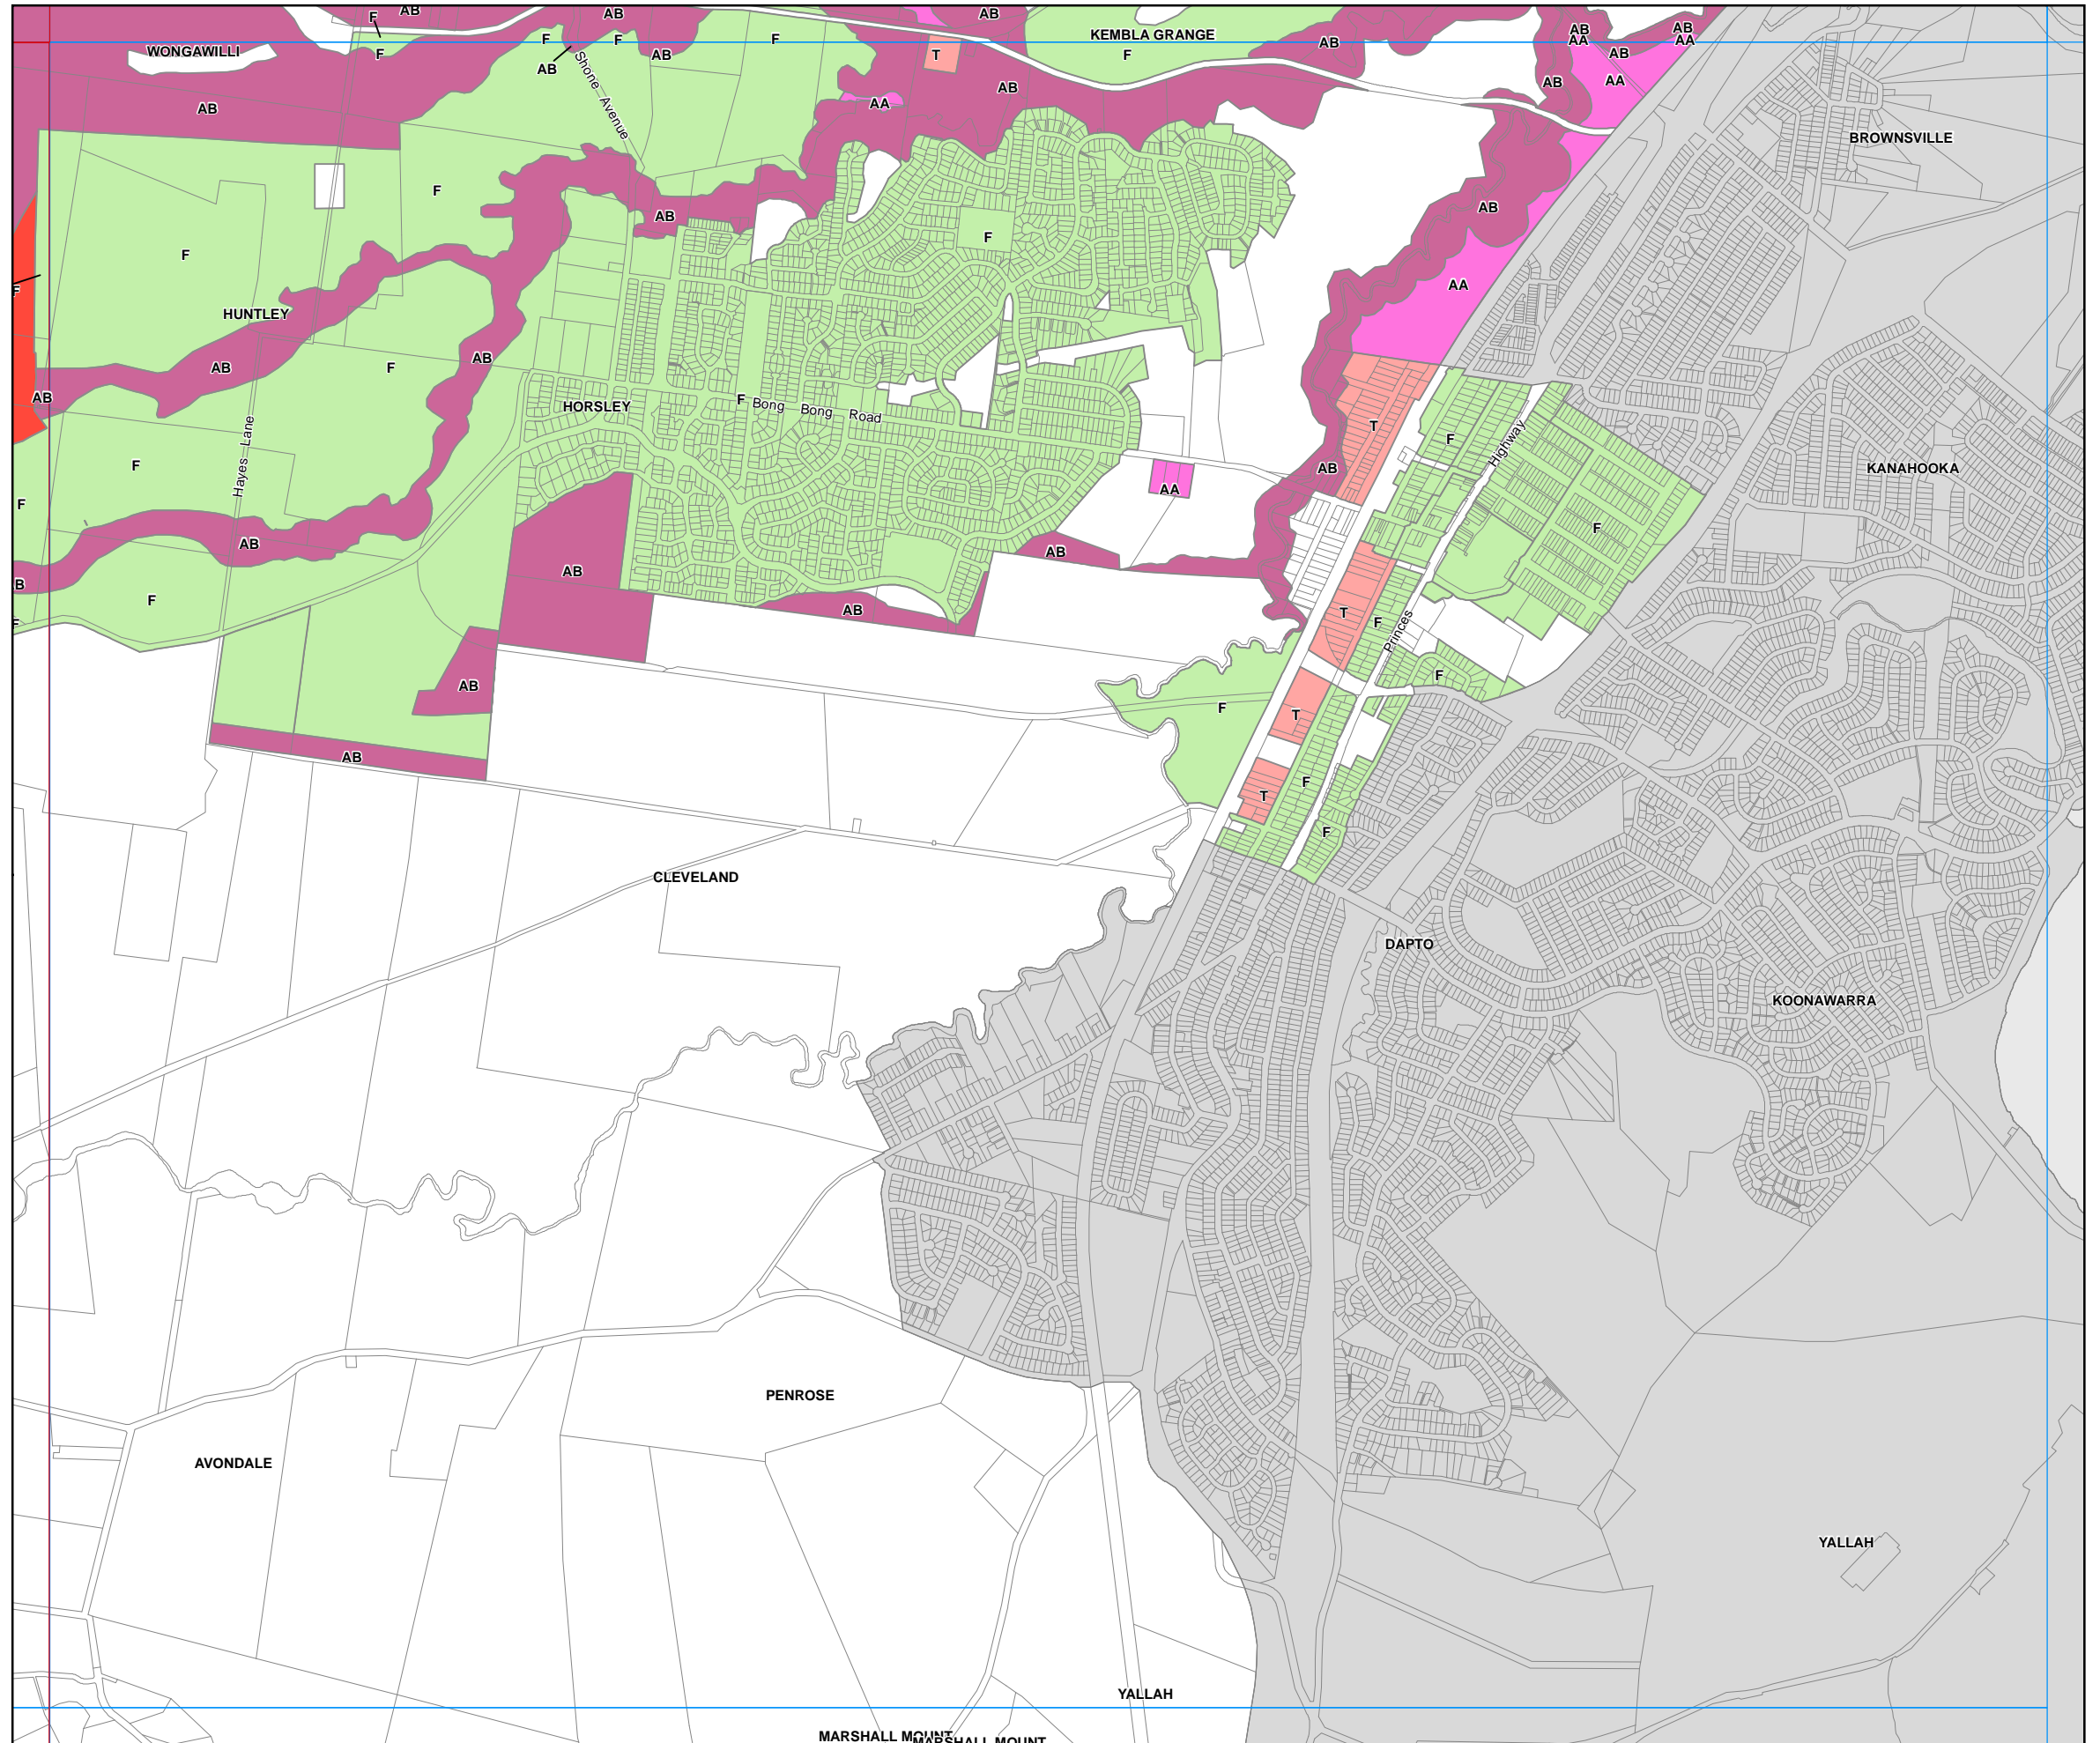 AB
F
AB
AB
KEMBLA GRANGE
AB
AB
AB
AA
AA
WONGAWILLI
F
F
F
AB
AB
F
T
F
AB
AB
AB
Shone Avenue
AB
AA
AB
AA
AB
BROWNSVILLE
F
AB
AB
F
F
AA
F
HUNTLEY
AB
F
AB
AB
HORSLEY
F
Bong Bong Road
T
F
Highway
KANAHOOKA
F
Hayes Lane
AB
AA
F
F
AB
AB
AB
B
F
AB
T
F
Princes
F
AB
F
F
T
AB
F
T
F
CLEVELAND
DAPTO
KOONAWARRA
PENROSE
AVONDALE
YALLAH
YALLAH
MARSHALL MOUNT
MARSHALL MOUNT